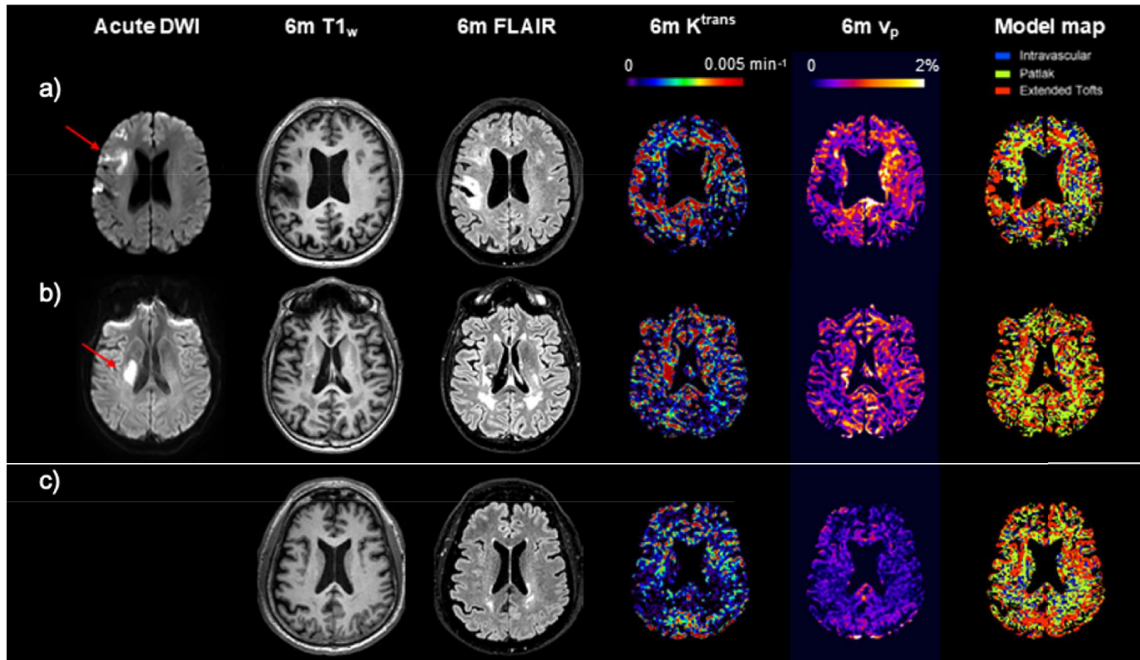 Acute DWI 6m T1w 6m FLAIR 6m Ktrans 6m vp Model map
0 0.005 min-1 0 2%
Intravascular
Patlak
Extended Tofts
a)
b)
c)